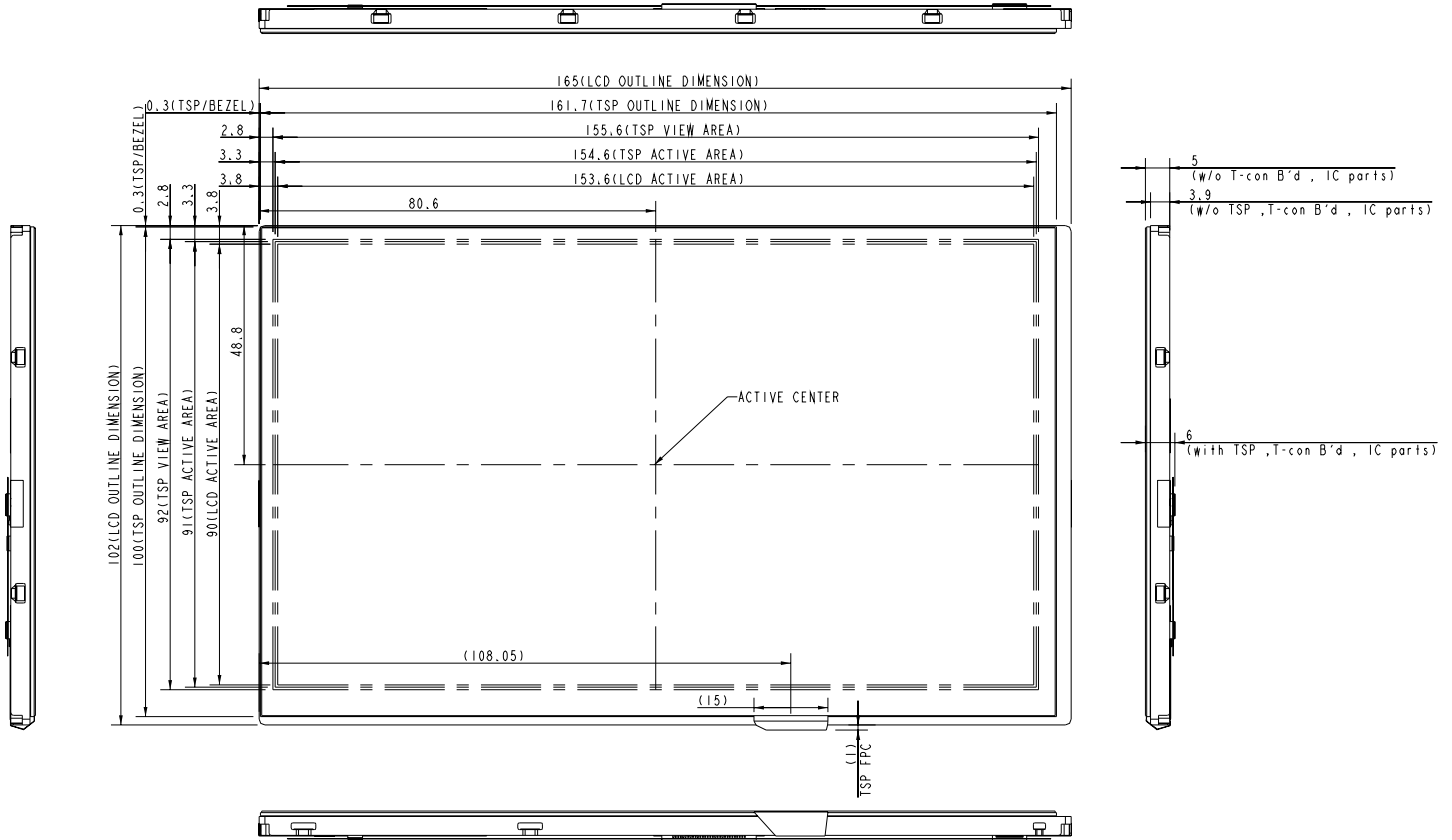 165(LCD OUTLINE DIMENSION)
0.3(TSP/BEZEL)
161.7(TSP OUTLINE DIMENSION)
2.8
155.6(TSP VIEW AREA)
3.3
154.6(TSP ACTIVE AREA)
3.8
153.6(LCD ACTIVE AREA)
80.6
0.3(TSP/BEZEL)
2.8
3.3
3.8
48.8
102(LCD OUTLINE DIMENSION)
100(TSP OUTLINE DIMENSION)
92(TSP VIEW AREA)
91(TSP ACTIVE AREA)
90(LCD ACTIVE AREA)
ACTIVE CENTER
(108.05)
(15)
(1)
TSP FPC
5
(w/o T-con B'd , IC parts)
3.9
(w/o TSP ,T-con B'd , IC parts)
6
(with TSP ,T-con B'd , IC parts)